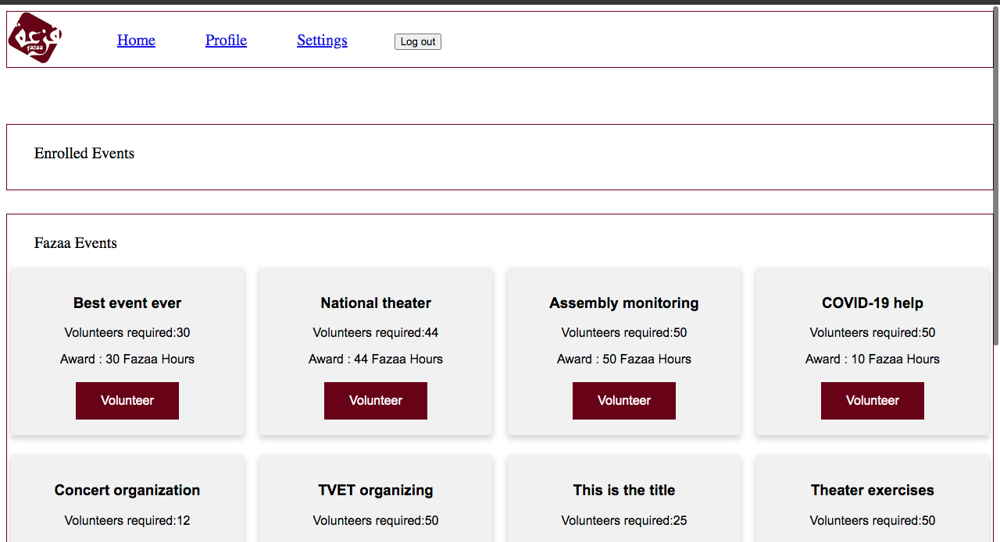 fazaa
Home Profile Settings Log out
Enrolled Events
Fazaa Events
Best event ever
Volunteers required:30
Award : 30 Fazaa Hours
Volunteer
National theater
Volunteers required:44
Award : 44 Fazaa Hours
Volunteer
Assembly monitoring
Volunteers required:50
Award : 50 Fazaa Hours
Volunteer
COVID-19 help
Volunteers required:50
Award : 10 Fazaa Hours
Volunteer
Concert organization
Volunteers required:12
TVET organizing
Volunteers required:50
This is the title
Volunteers required:25
Theater exercises
Volunteers required:50